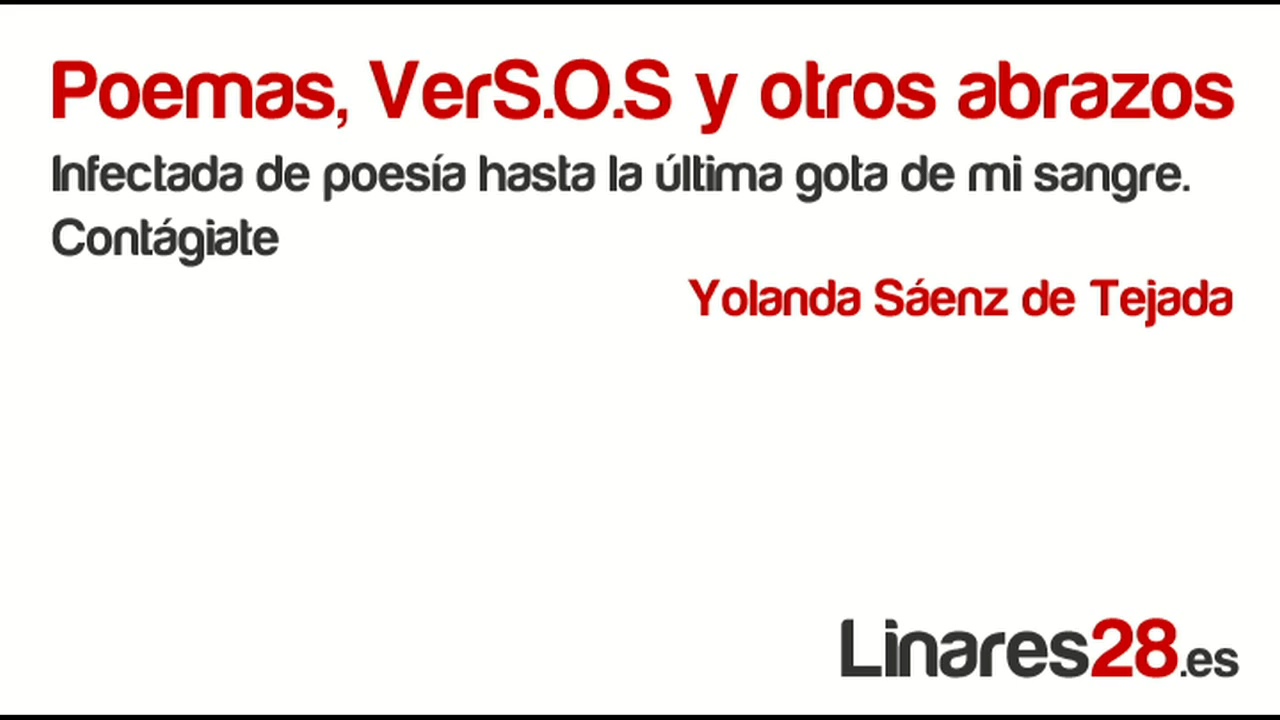 Poemas, VerS.O.S y otros abrazos
Infectada de poesía hasta la última gota de mi sangre.
Contágiate
Yolanda Sáenz de Tejada
Linares28.es